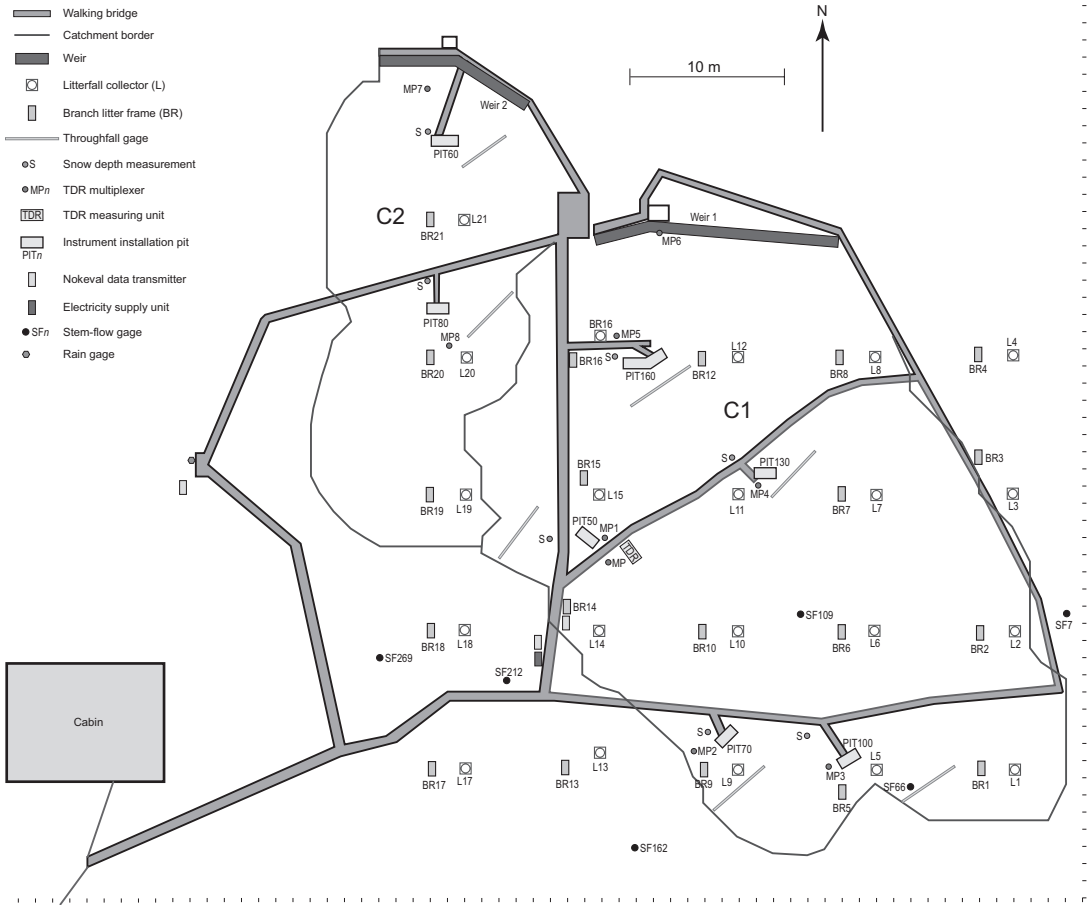 Walking bridge
Catchment border
Weir
Litterfall collector (L)
Branch litter frame (BR)
Throughfall gage
S Snow depth measurement
MPn TDR multiplexer
TDR TDR measuring unit
Instrument installation pit
PITn
Nokeval data transmitter
Electricity supply unit
SFn Stem-flow gage
Rain gage
N
10 m
MP7
Weir 2
S
PIT60
C2
L21
BR21
Weir 1
MP6
S
PIT80
MP8
BR20
L20
BR16
MP5
BR16
S
PIT160
BR12
L12
BR8
L8
BR4
L4
C1
S
PIT130
MP4
BR3
L3
BR15
L15
L11
BR7
L7
BR19
L19
PIT50
MP1
S
MP
TDR
BR14
L14
BR18
L18
SF269
SF212
BR10
L10
SF109
BR6
L6
BR2
L2
SF7
Cabin
S
MP2
PIT70
S
PIT100
MP3
L5
BR17
L17
BR13
L13
BR9
L9
BR5
SF66
BR1
L1
SF162